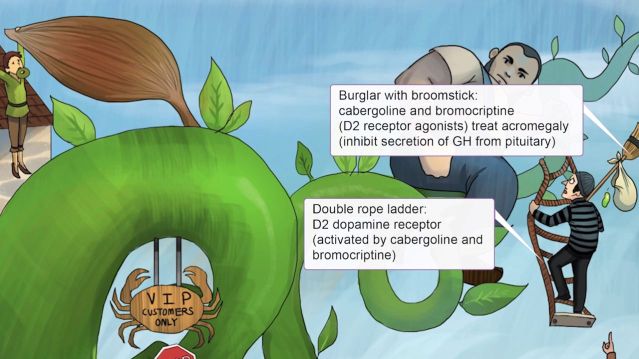 Burglar with broomstick:
cabergoline and bromocriptine
(D2 receptor agonists) treat acromegaly
(inhibit secretion of GH from pituitary)
Double rope ladder:
D2 dopamine receptor
(activated by cabergoline and
bromocriptine)
VIP
CUSTOMERS
ONLY